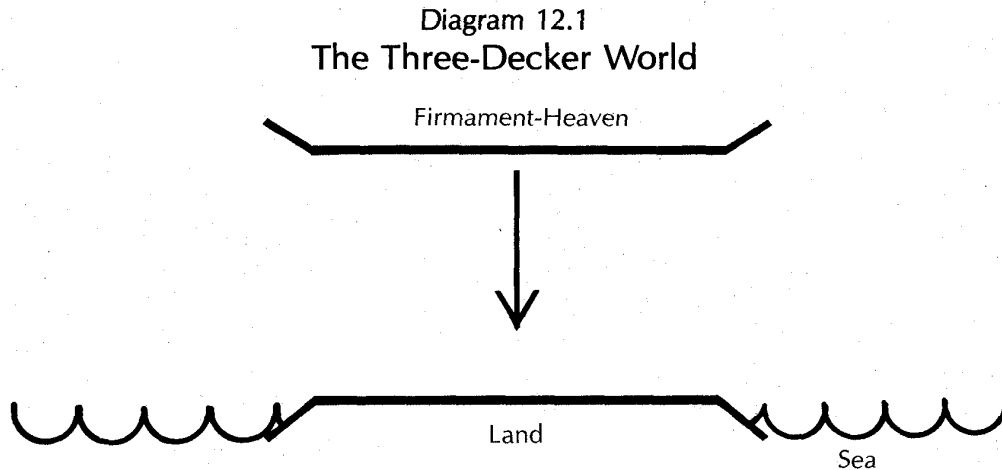 Diagram 12.1
The Three-Decker World
Firmament-Heaven
Land
Sea